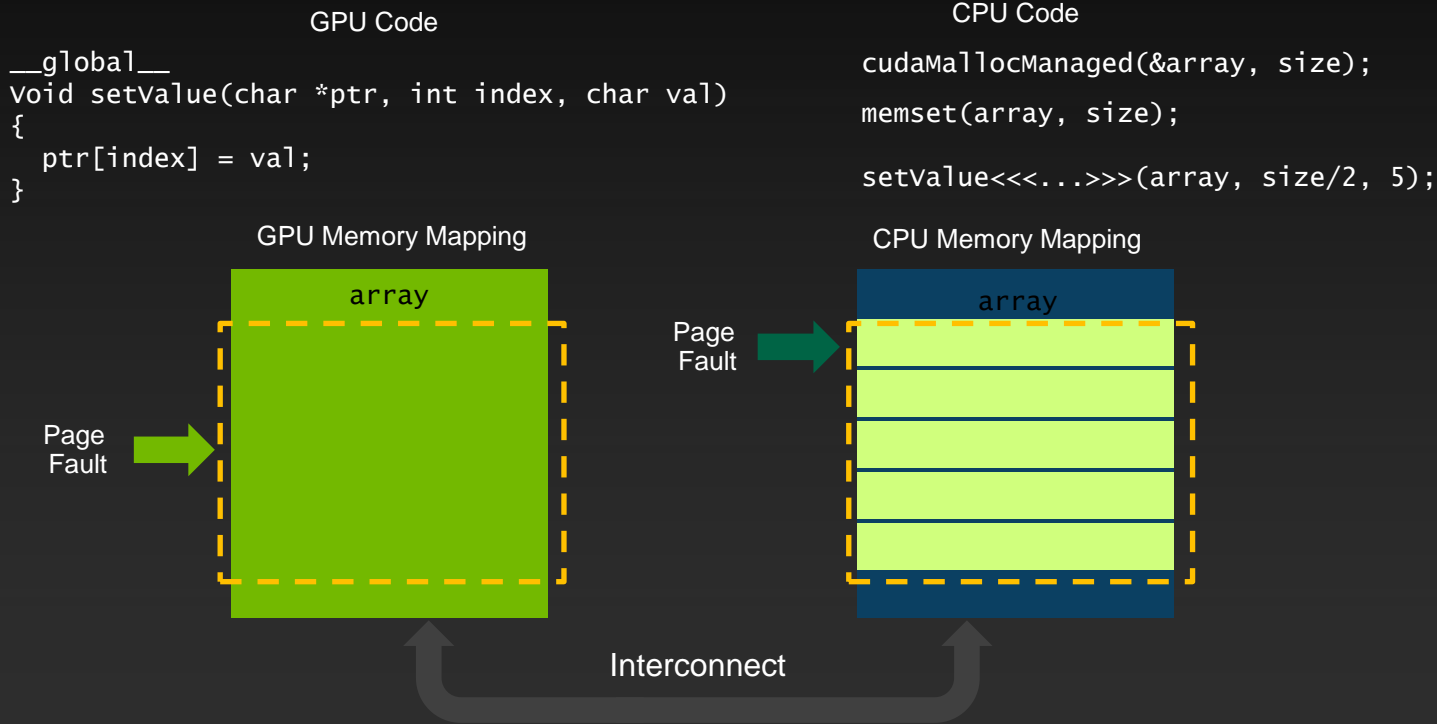 GPU Code
__global__
Void setValue(char *ptr, int index, char val)
{
ptr[index] = val;
}
CPU Code
cudaMallocManaged(&array, size);
memset(array, size);
setValue<<<...>>>(array, size/2, 5);
GPU Memory Mapping
array
Page
Fault
CPU Memory Mapping
array
Page
Fault
Interconnect